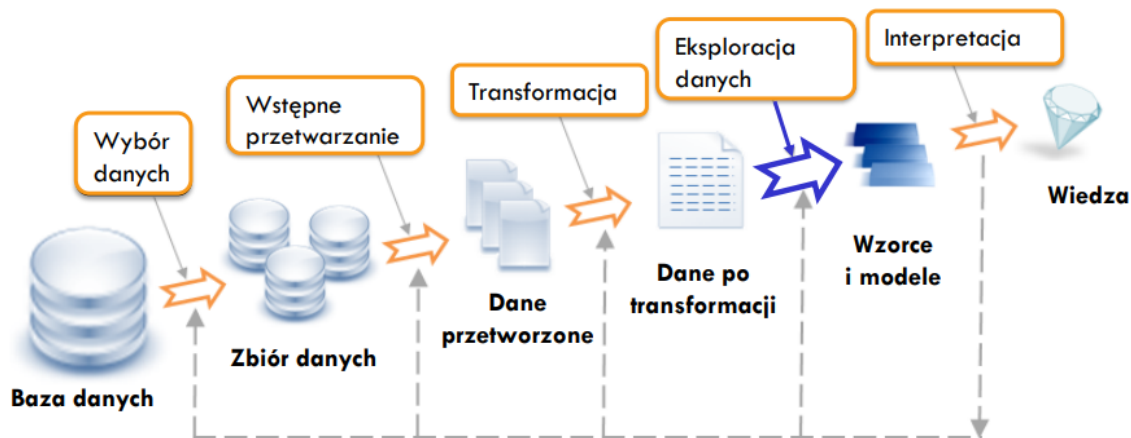 Wybór
danych
Wstępne
przetwarzanie
Transformacja
Eksploracja
danych
Interpretacja
Baza danych
Zbiór danych
Dane
przetworzone
Dane po
transformacji
Wzorce
i modele
Wiedza